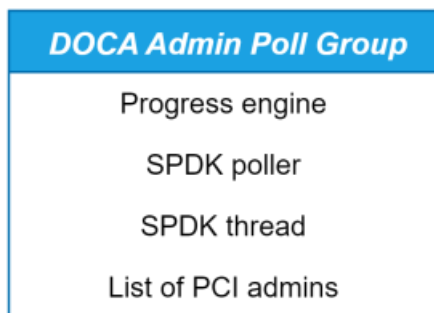 DOCA Admin Poll Group
Progress engine
SPDK poller
SPDK thread
List of PCI admins